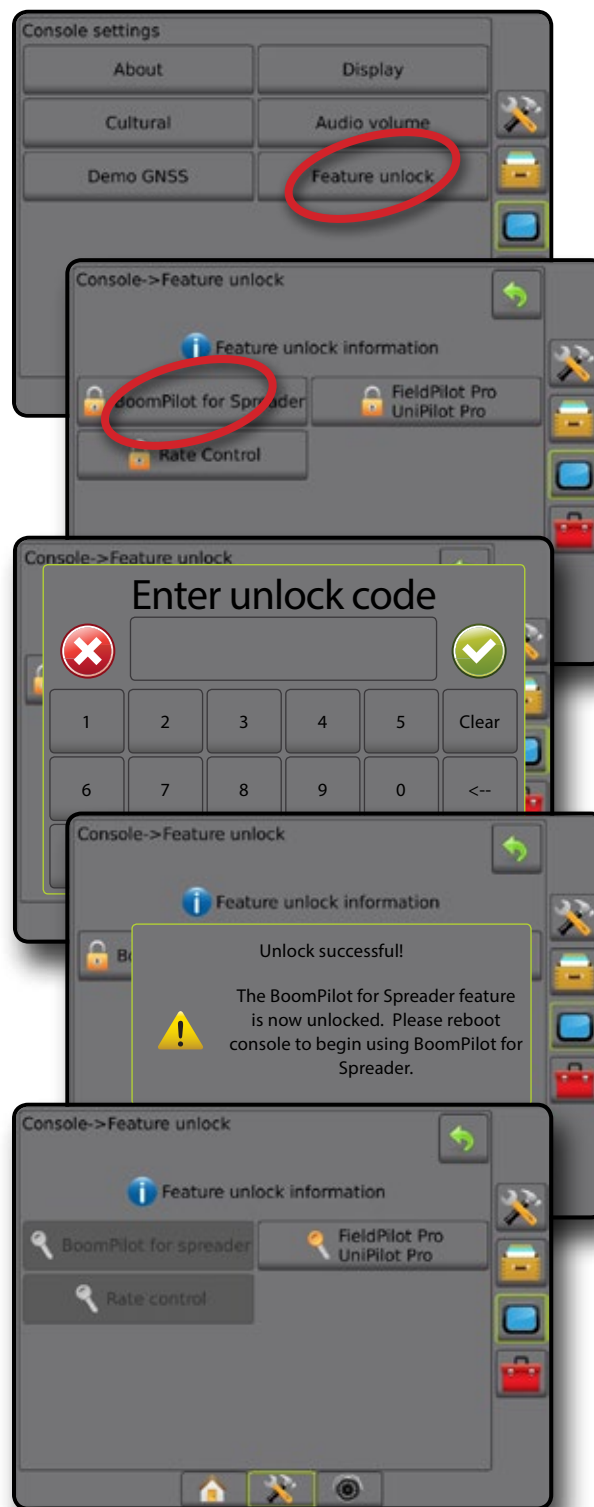 Console settings
About
Display
Cultural
Audio volume
Demo GNSS
Feature unlock
Console->Feature unlock
Feature unlock information
BoomPilot for Spreader
FieldPilot Pro
UniPilot Pro
Rate Control
Console->Feature unlock
Enter unlock code
1 2 3 4 5 Clear
6 7 8 9 0 <--
Console->Feature unlock
Feature unlock information
Unlock successful!
The BoomPilot for Spreader feature
is now unlocked. Please reboot
console to begin using BoomPilot for
Spreader.
Console->Feature unlock
Feature unlock information
BoomPilot for spreader
FieldPilot Pro
UniPilot Pro
Rate control